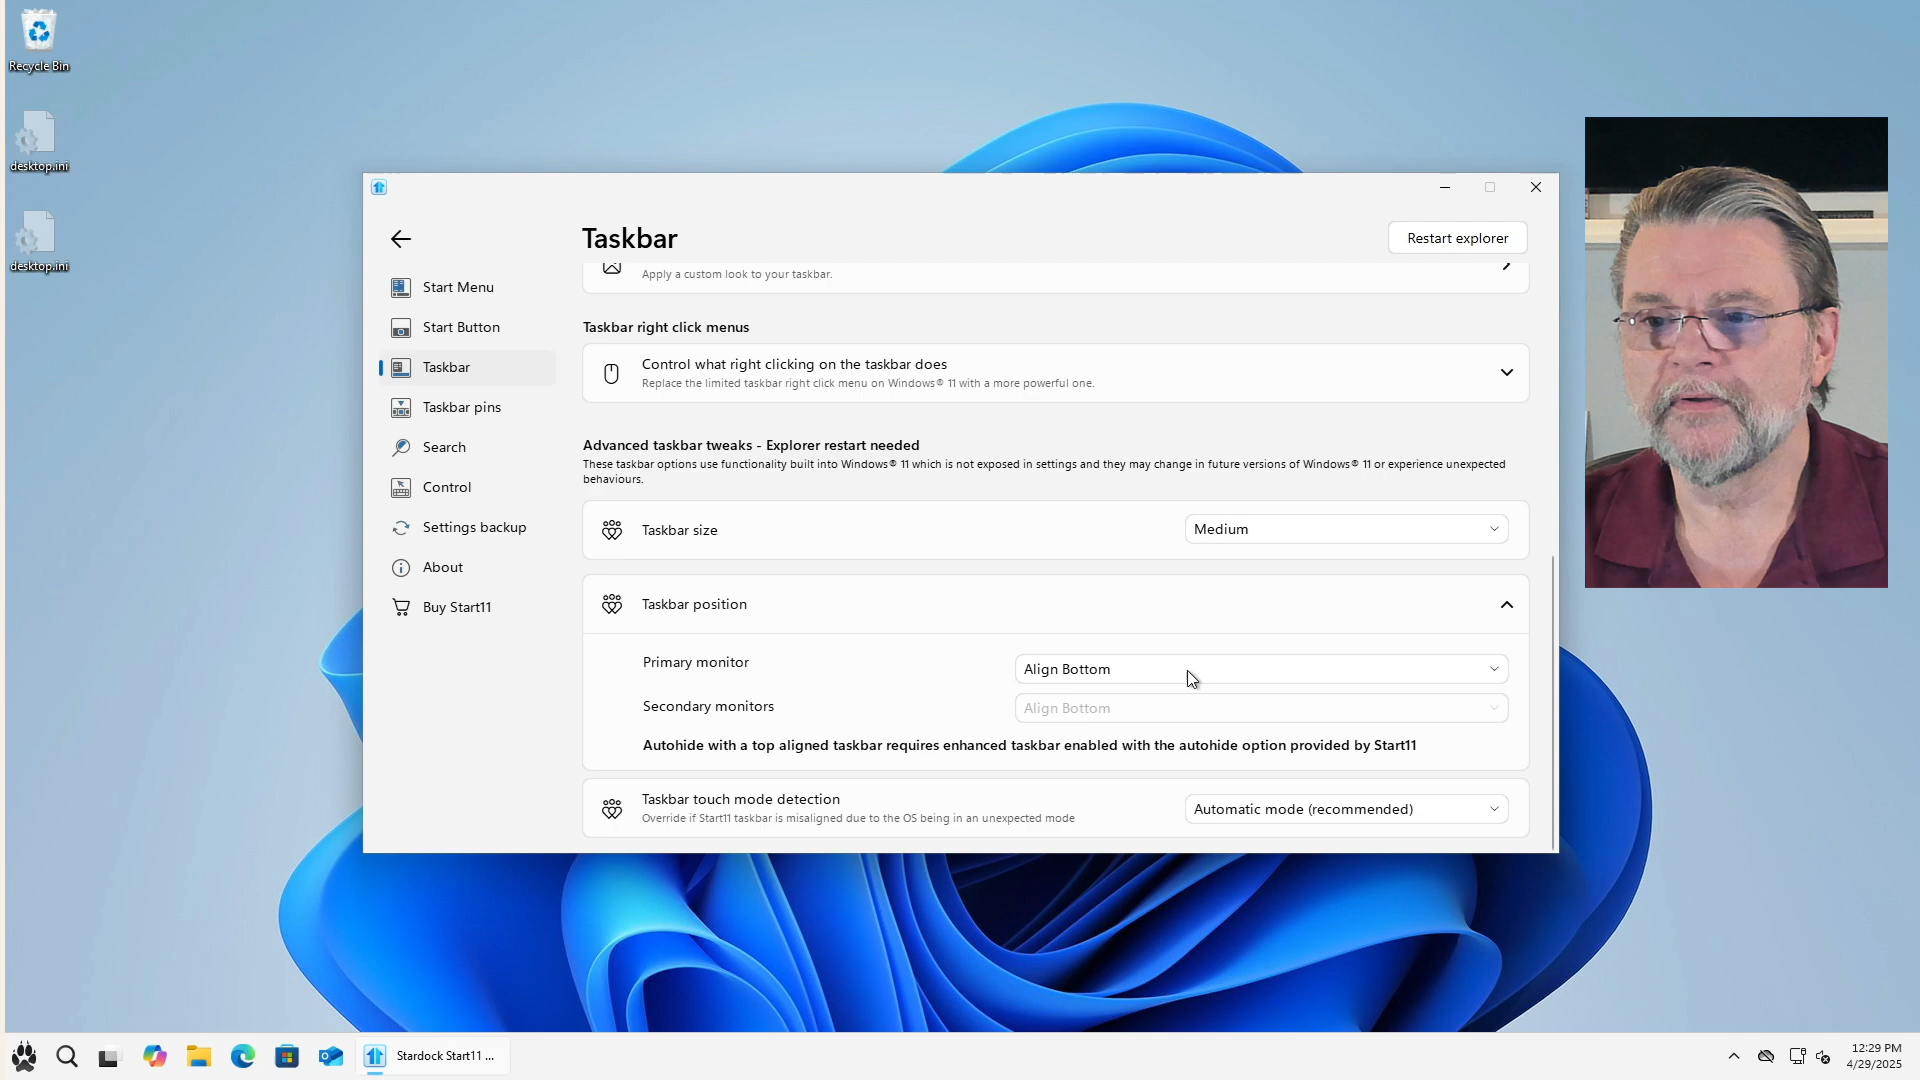 Recycle Bin
desktop.ini
desktop.ini
Taskbar
Restart explorer
Start Menu
Start Button
Taskbar
Taskbar pins
Search
Control
Settings backup
About
Buy Start11
Apply a custom look to your taskbar.
Taskbar right click menus
Control what right clicking on the taskbar does
Replace the limited taskbar right click menu on Windows® 11 with a more powerful one.
Advanced taskbar tweaks - Explorer restart needed
These taskbar options use functionality built into Windows® 11 which is not exposed in settings and they may change in future versions of Windows® 11 or experience unexpected
behaviours.
Taskbar size
Medium
Taskbar position
Primary monitor
Align Bottom
Secondary monitors
Align Bottom
Autohide with a top aligned taskbar requires enhanced taskbar enabled with the autohide option provided by Start11
Taskbar touch mode detection
Override if Start11 taskbar is misaligned due to the OS being in an unexpected mode
Automatic mode (recommended)
Stardock Start11 ...
12:29 PM
4/29/2025